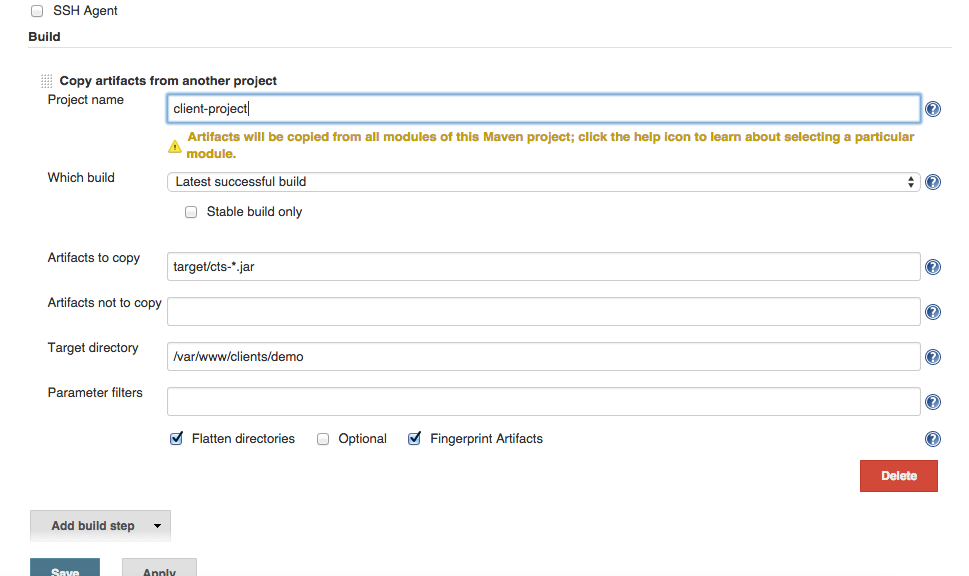 SSH Agent
Build
Copy artifacts from another project
Project name
client-project
?
Artifacts will be copied from all modules of this Maven project; click the help icon to learn about selecting a particular
module.
Which build
Latest successful build
?
Stable build only
Artifacts to copy
target/cts-*.jar
?
Artifacts not to copy
?
Target directory
/var/www/clients/demo
?
Parameter filters
?
Flatten directories
Optional
Fingerprint Artifacts
?
Delete
Add build step
Save
Apply